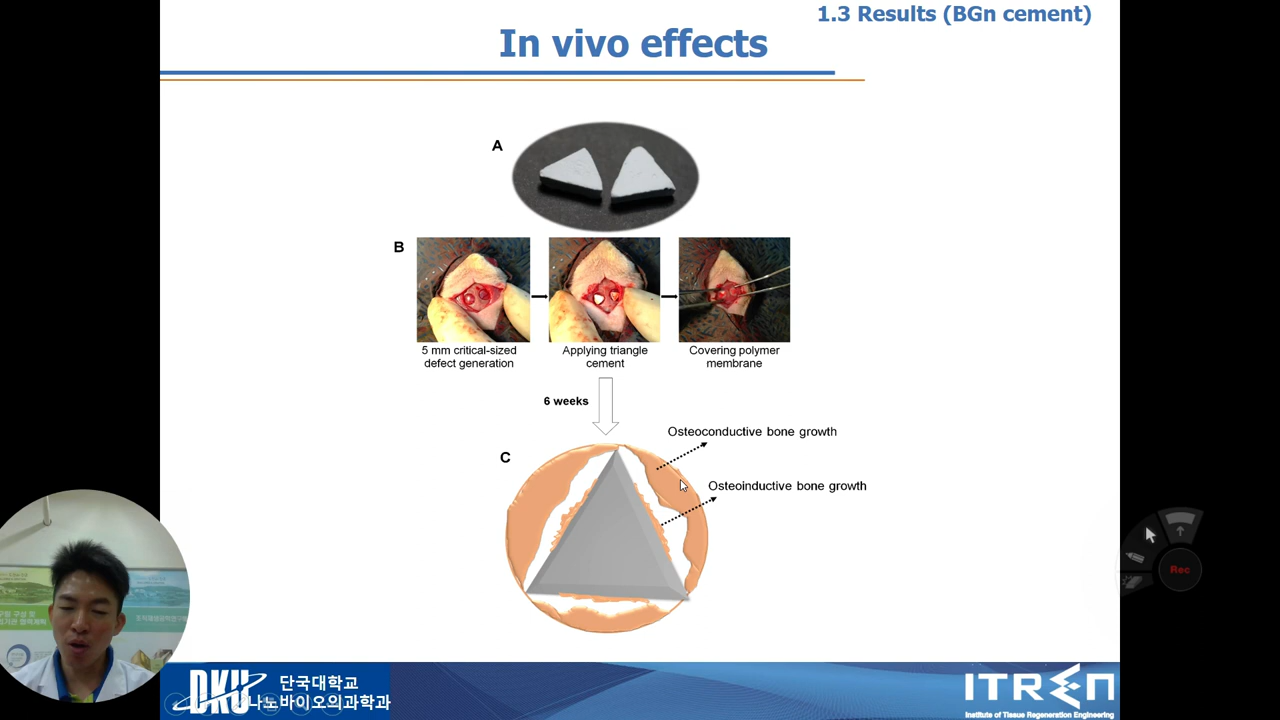 1.3 Results (BGn cement)
In vivo effects
A
B
5 mm critical-sized
defect generation
Applying triangle
cement
Covering polymer
membrane
6 weeks
Osteoconductive bone growth
C
Osteoinductive bone growth
Rec
DKU
단국대학교
나노바이오의과학과
ITREN
Institute of Tissue Regeneration Engineering